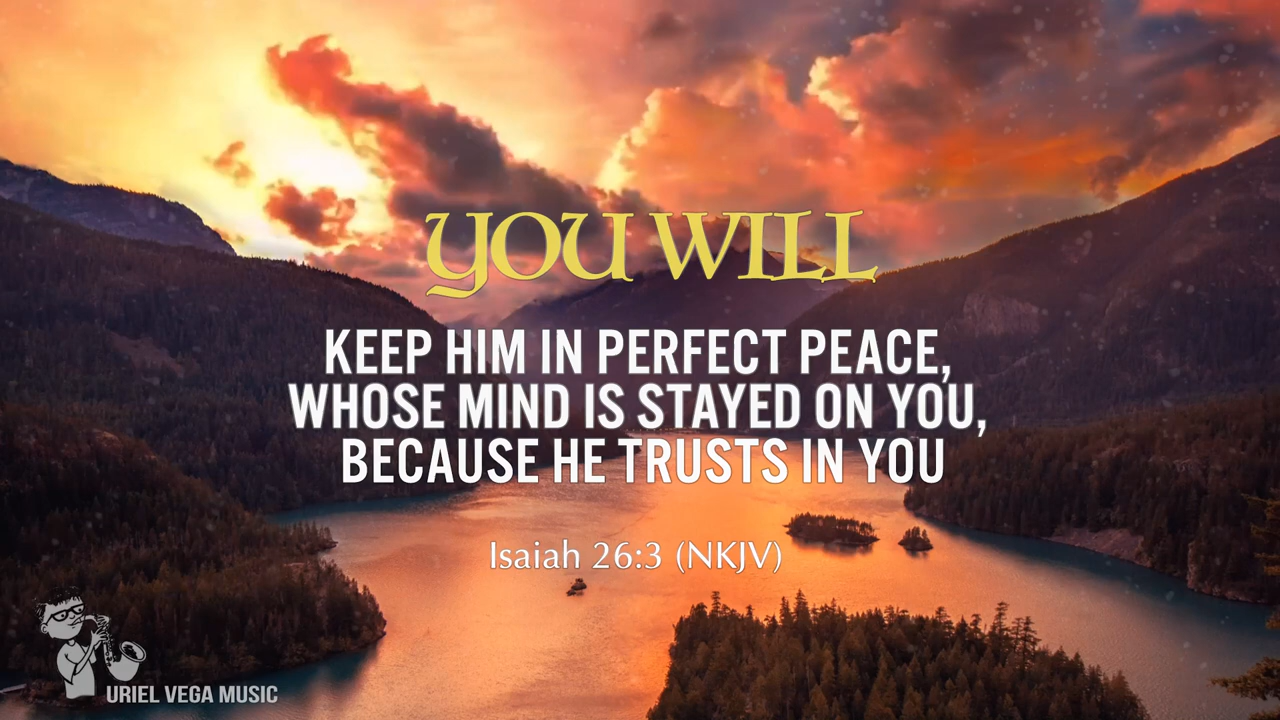 YOU WILL
KEEP HIM IN PERFECT PEACE,
WHOSE MIND IS STAYED ON YOU,
BECAUSE HE TRUSTS IN YOU
Isaiah 26:3 (NKJV)
URIEL VEGA MUSIC